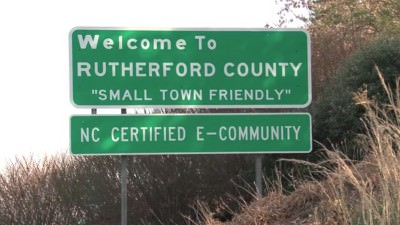 Welcome To
RUTHERFORD COUNTY
"SMALL TOWN FRIENDLY"
NC CERTIFIED E-COMMUNITY